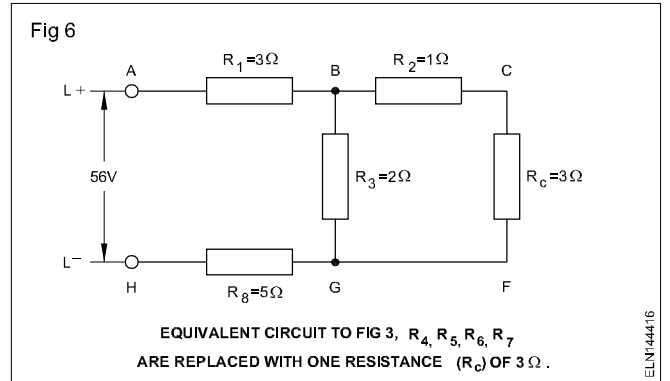 Fig 6
A
R1=3Ω
B
R2=1Ω
C
L +
56V
R3=2Ω
Rc=3Ω
L−
H
R8=5Ω
G
F
EQUIVALENT CIRCUIT TO FIG 3, R4, R5, R6, R7
ARE REPLACED WITH ONE RESISTANCE (Rc) OF 3 Ω .
ELN144416